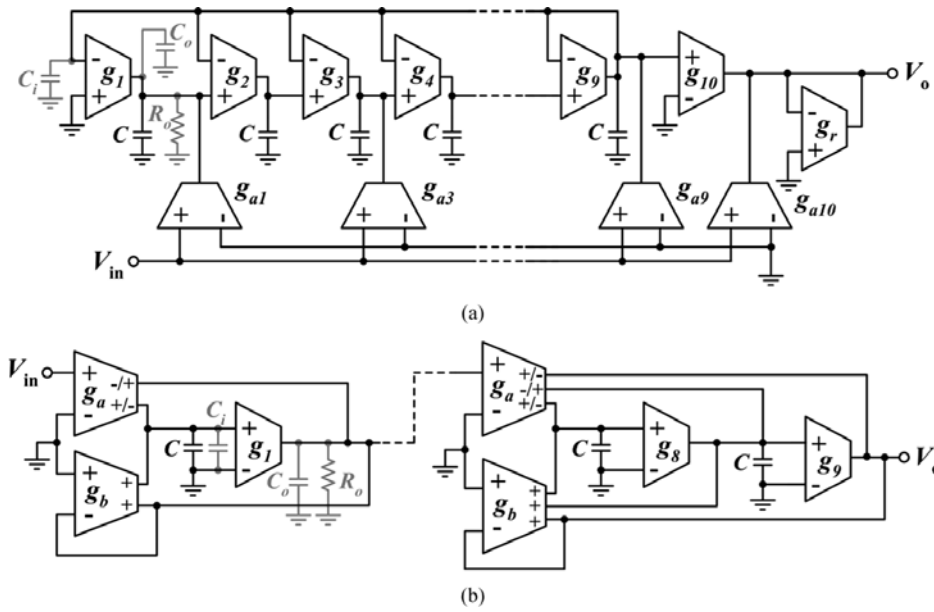 C_o
- g_1 + C_i
- g_2 +
- g_3 +
- g_4 +
- g_9 +
+ g_10 -
V_o
- g_r +
C R_o C C C C
+ - g_a1
+ - g_a3
+ - g_a9
+ - g_a10
V_in
(a)
V_in + g_a - -/+ +/-
+ g_b - + +
C C_i + g_1 -
C_o R_o
+ g_a - +/- -/+ +/-
+ g_b - + + +
C + g_8 -
C + g_9 -
(b)